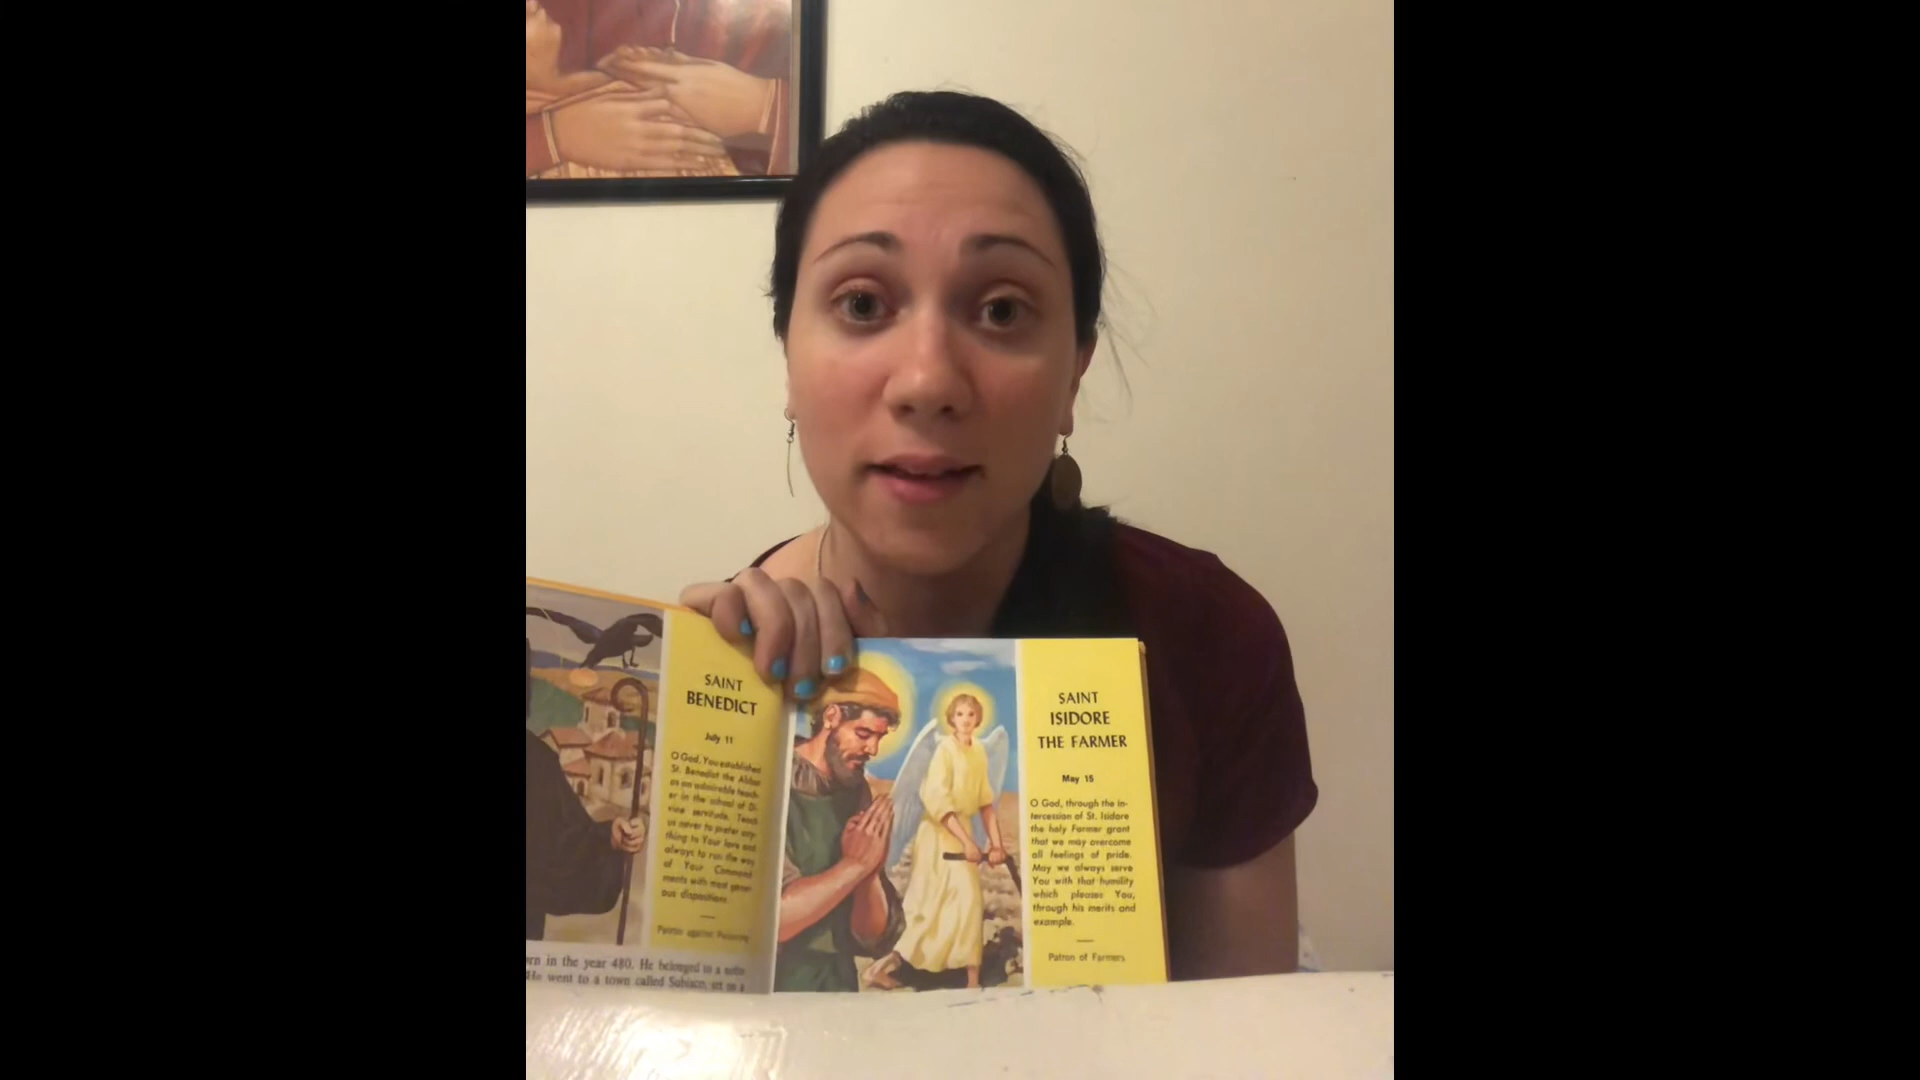 SAINT
BENEDICT
July 11
O God, You established
St. Benedict the Abbot
as an admirable teach-
er in the school of Di-
vine servitude. Teach
us never to prefer any-
thing to Your love and
always to run the way
of Your Command
ments with most gener-
ous dispositions.
Patron against Poisoning
rn in the year 480. He belonged to a noble
He went to a town called Subiaco, set as a
SAINT
ISIDORE
THE FARMER
May 15
O God, through the in-
tercession of St. Isidore
the holy Farmer grant
that we may overcome
all feelings of pride.
May we always serve
You with that humility
which pleases You,
through his merits and
example.
Patron of Farmers